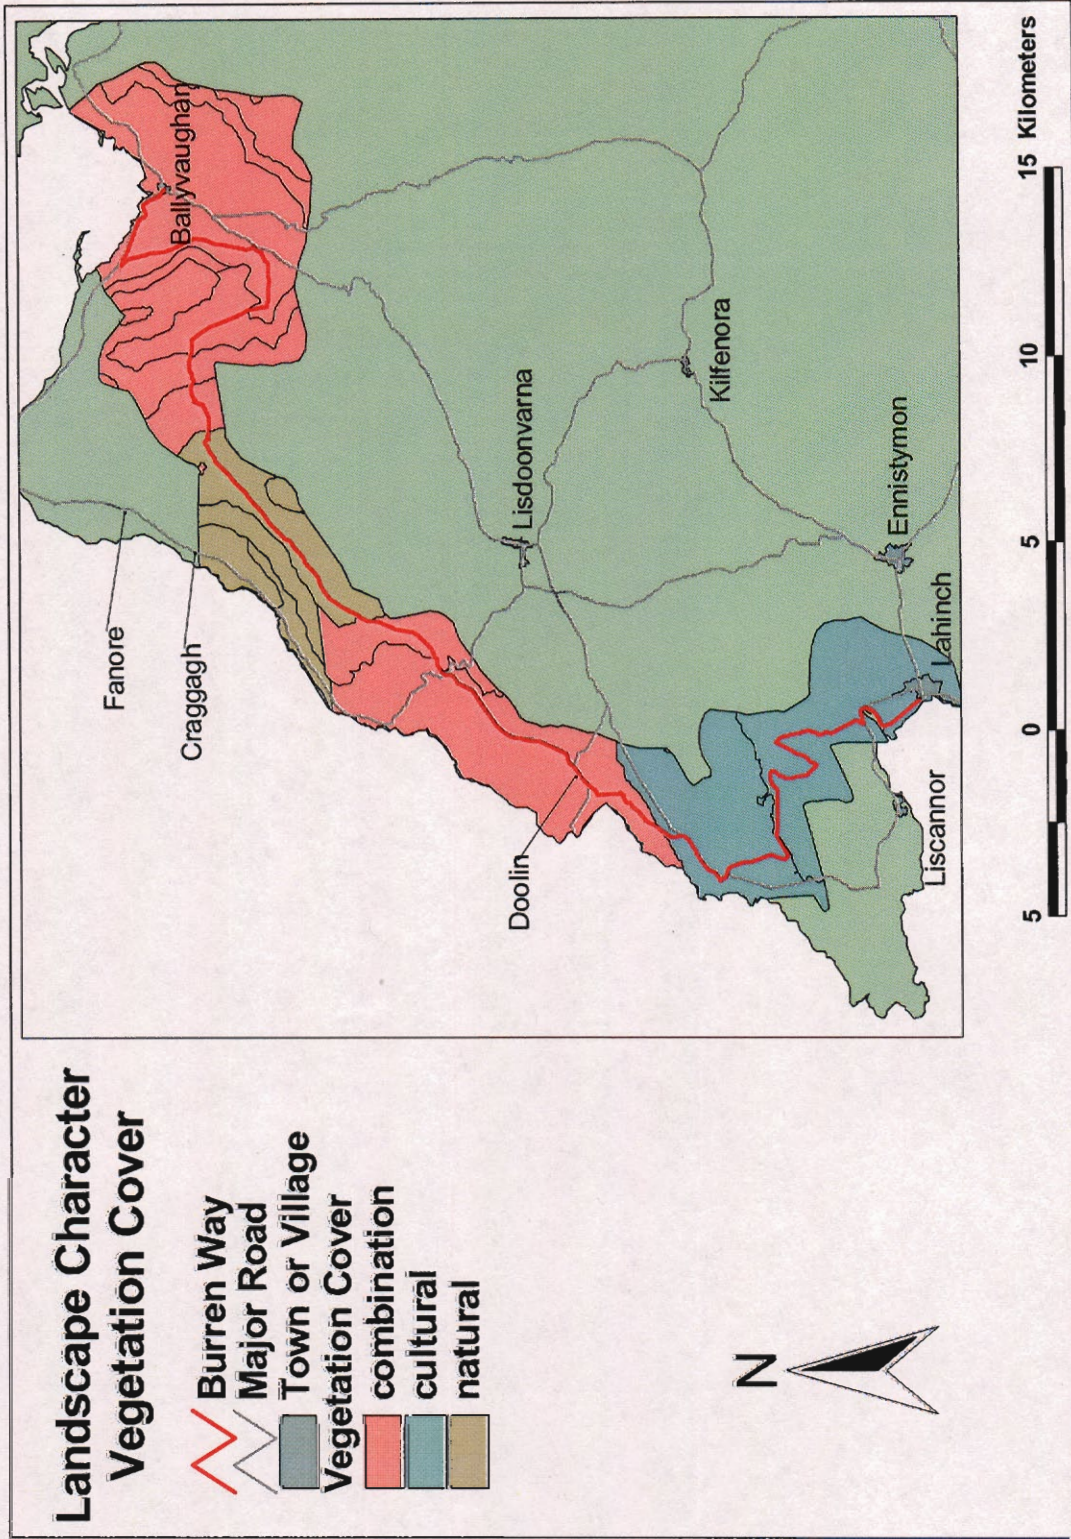 Landscape Character
Vegetation Cover
Burren Way
Major Road
Town or Village
Vegetation Cover
combination
cultural
natural
N
Fanore
Craggagh
Ballyvaughan
Doolin
Lisdoonvarna
Kilfenora
Ennistymon
Lahinch
Liscannor
5 0 5 10 15 Kilometers